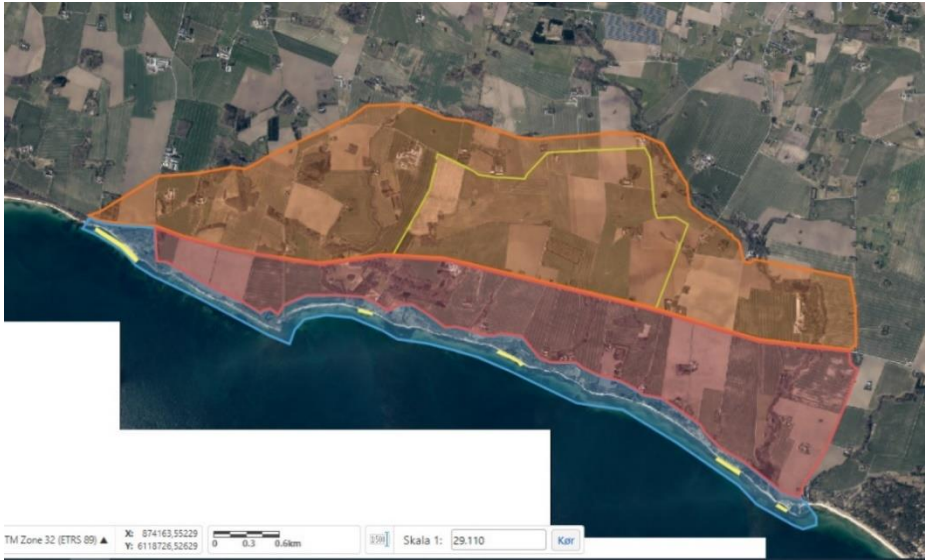 TM Zone 32 (ETRS 89) ▲
X: 874163,55229
Y: 6118726,52629
0 0.3 0.6km
Skala 1: 29.110 Kør